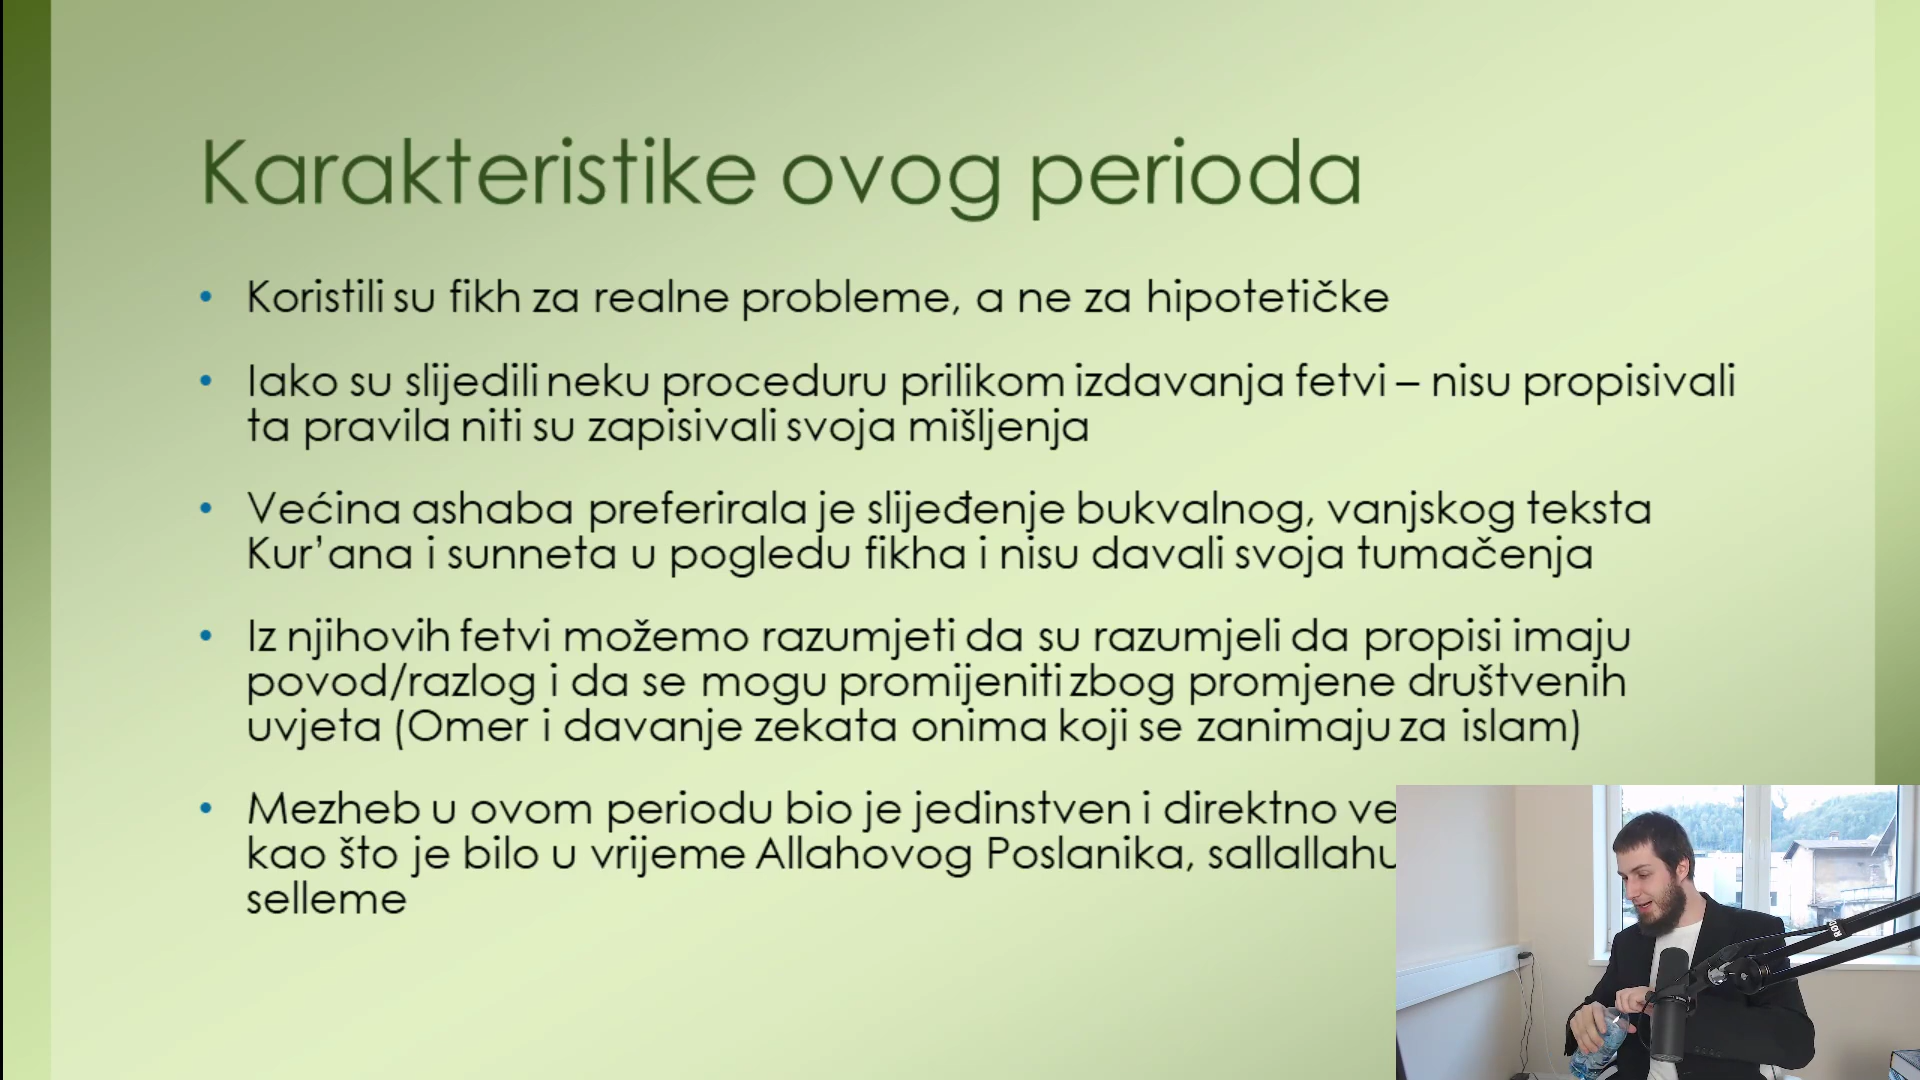 Karakteristike ovog perioda
• Koristili su fikh za realne probleme, a ne za hipotetičke
• Iako su slijedili neku proceduru prilikom izdavanja fetvi – nisu propisivali
ta pravila niti su zapisivali svoja mišljenja
• Većina ashaba preferirala je slijeđenje bukvalnog, vanjskog teksta
Kur’ana i sunneta u pogledu fikha i nisu davali svoja tumačenja
• Iz njihovih fetvi možemo razumjeti da su razumjeli da propisi imaju
povod/razlog i da se mogu promijeniti zbog promjene društvenih
uvjeta (Omer i davanje zekata onima koji se zanimaju za islam)
• Mezheb u ovom periodu bio je jedinstven i direktno
kao što je bilo u vrijeme Allahovog Poslanika, sallallahu
selleme